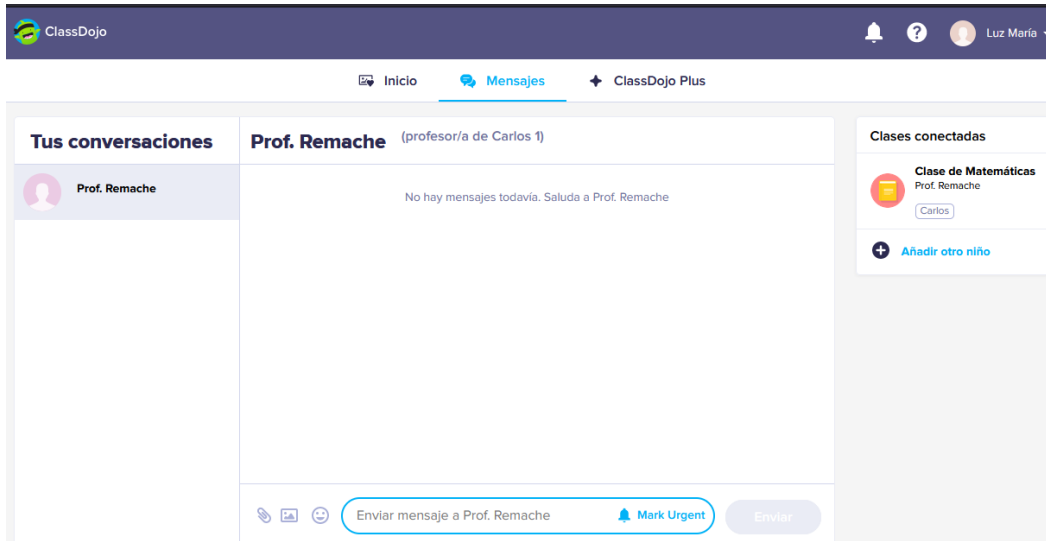 ClassDojo
Luz María
Inicio
Mensajes
ClassDojo Plus
Tus conversaciones
Prof. Remache
Prof. Remache (profesor/a de Carlos 1)
No hay mensajes todavía. Saluda a Prof. Remache
Enviar mensaje a Prof. Remache
Mark Urgent
Enviar
Clases conectadas
Clase de Matemáticas
Prof. Remache
Carlos
Añadir otro niño